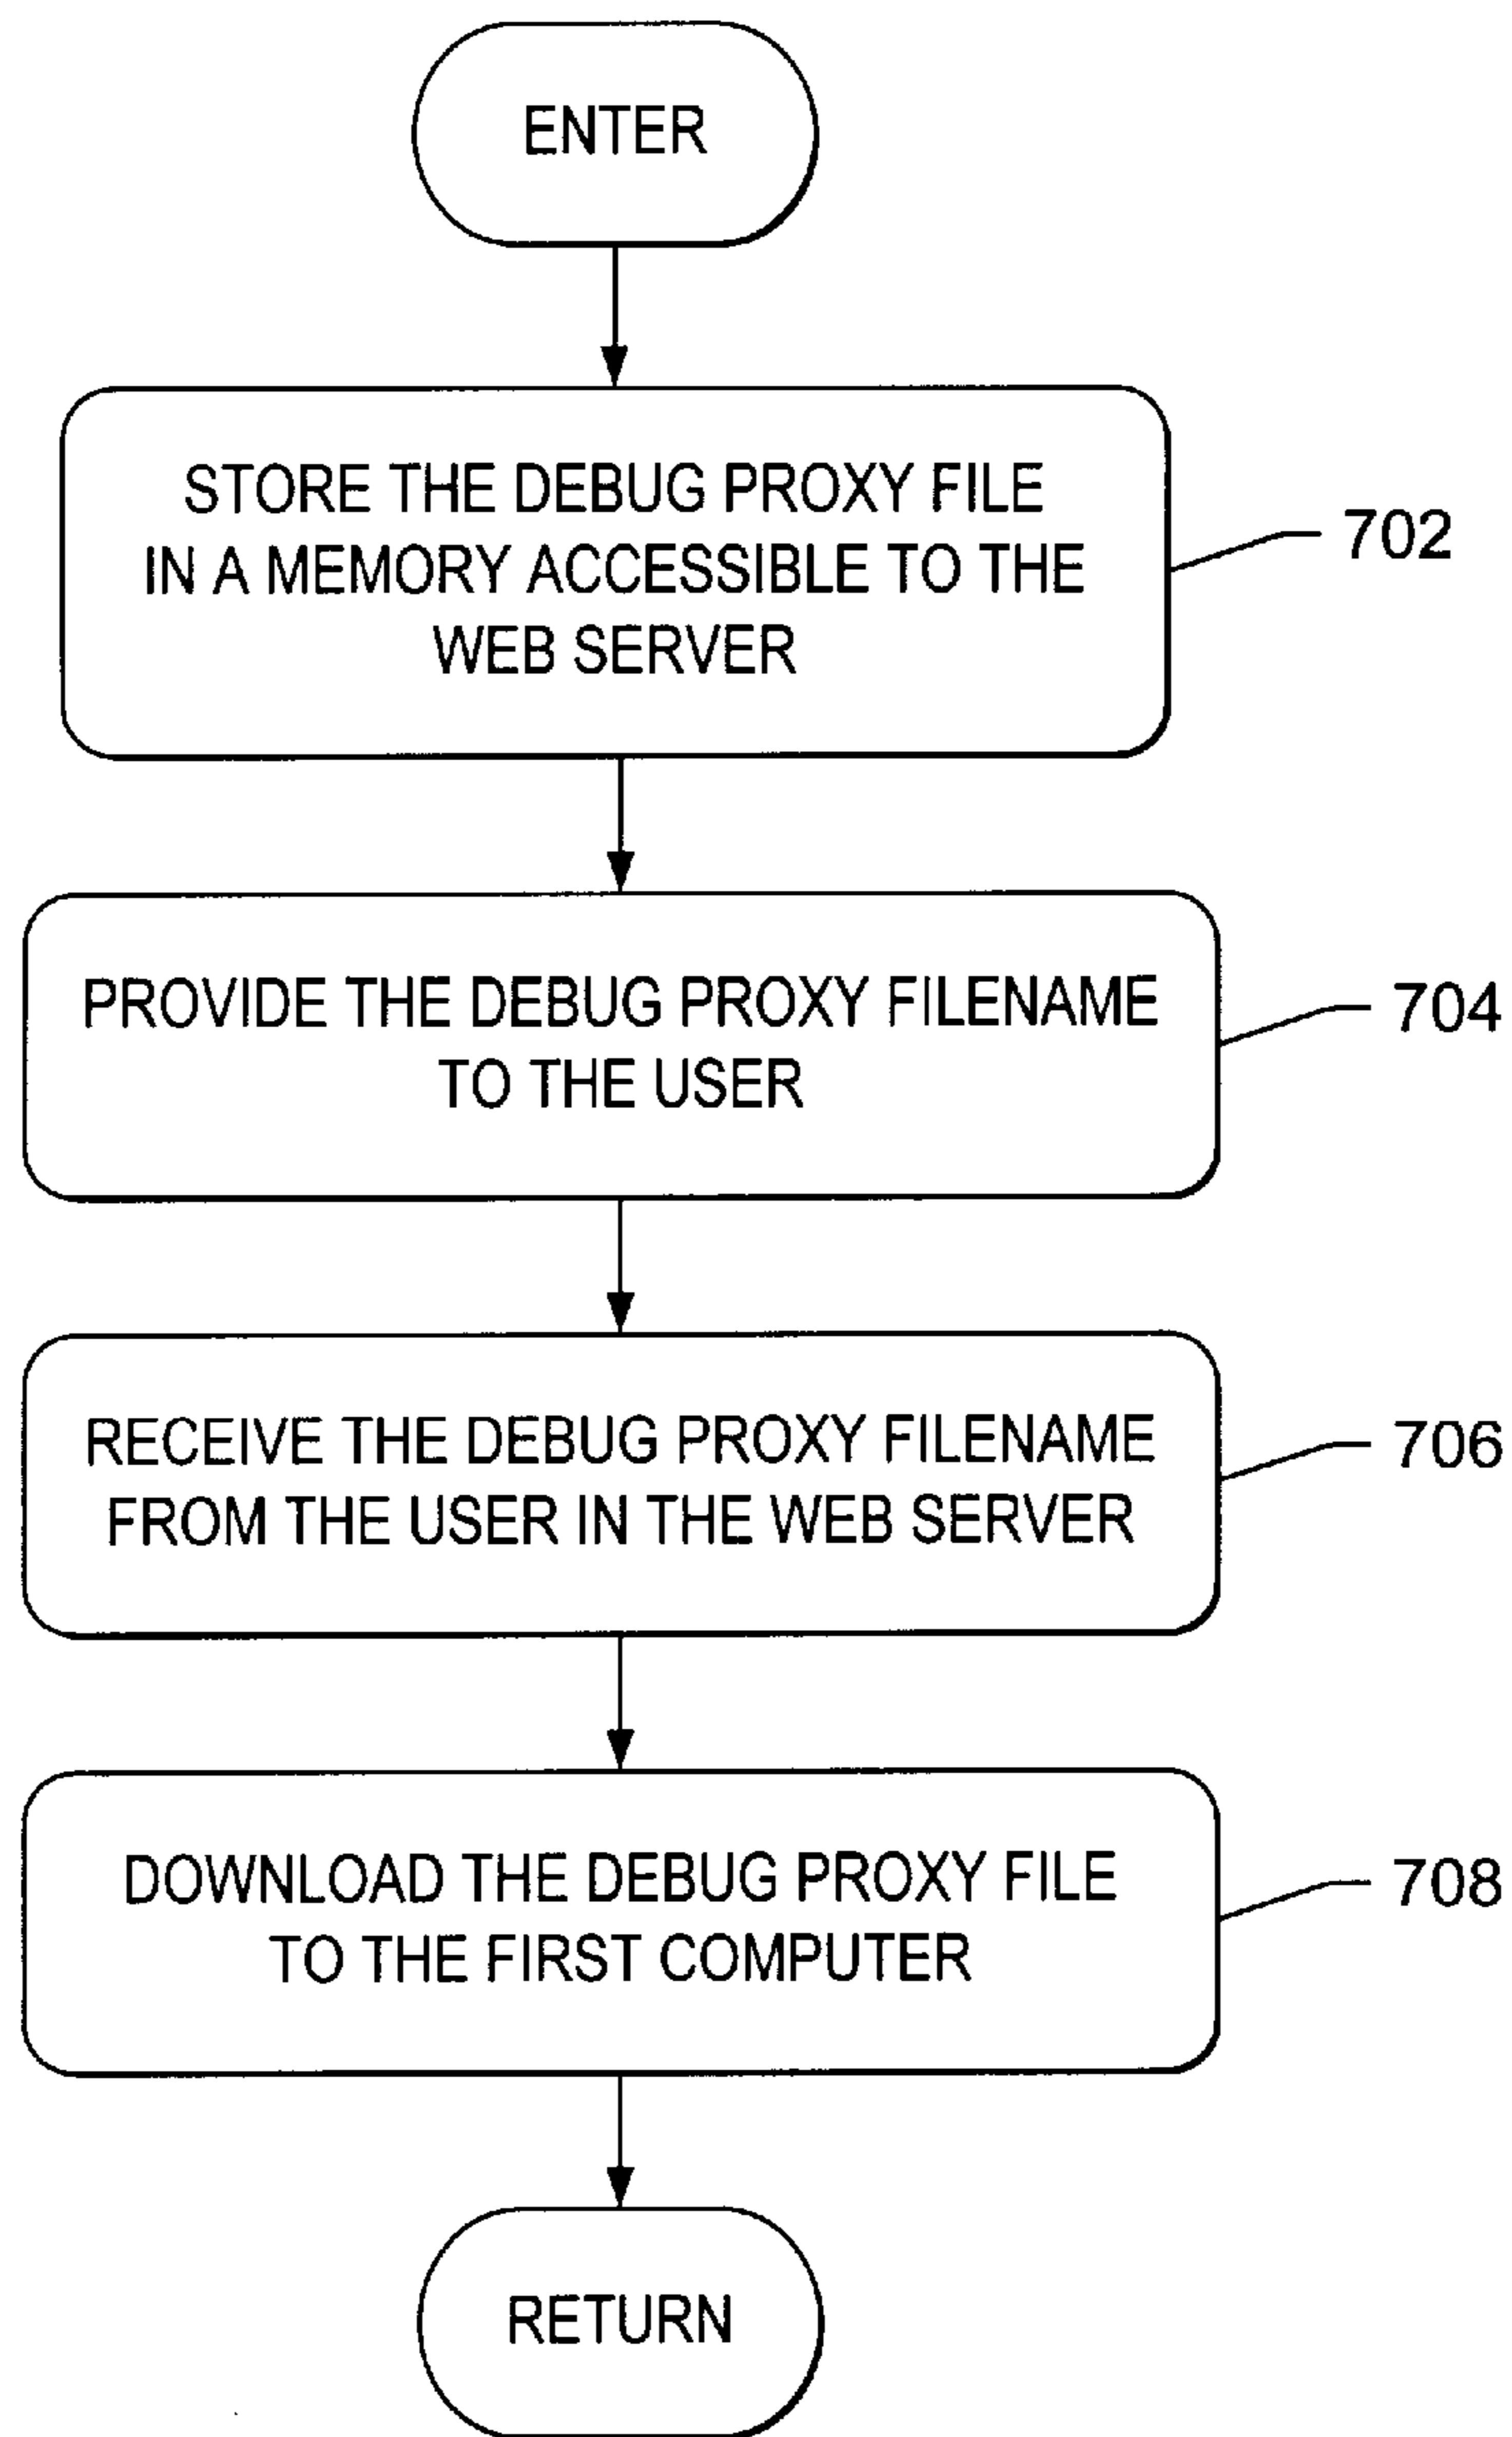 ENTER
STORE THE DEBUG PROXY FILE
IN A MEMORY ACCESSIBLE TO THE
WEB SERVER
702
PROVIDE THE DEBUG PROXY FILENAME
TO THE USER
704
RECEIVE THE DEBUG PROXY FILENAME
FROM THE USER IN THE WEB SERVER
706
DOWNLOAD THE DEBUG PROXY FILE
TO THE FIRST COMPUTER
708
RETURN